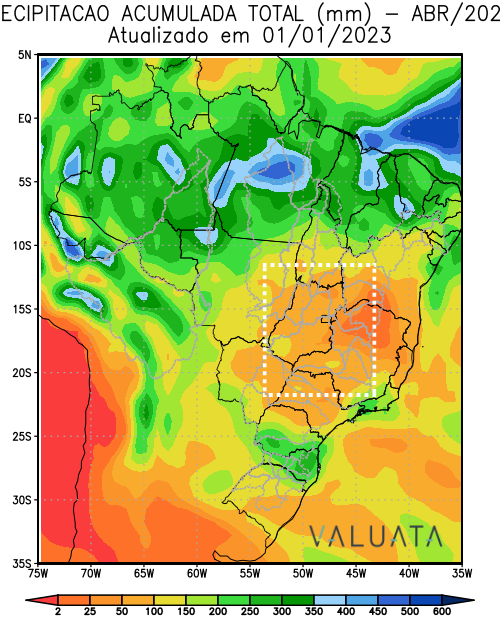 ECIPITACAO ACUMULADA TOTAL (mm) – ABR/202
Atualizado em 01/01/2023
5N
EQ
5S
10S
15S
20S
25S
30S
35S
VALUATA
75W 70W 65W 60W 55W 50W 45W 40W 35W
2 25 50 100 150 200 250 300 350 400 450 500 600